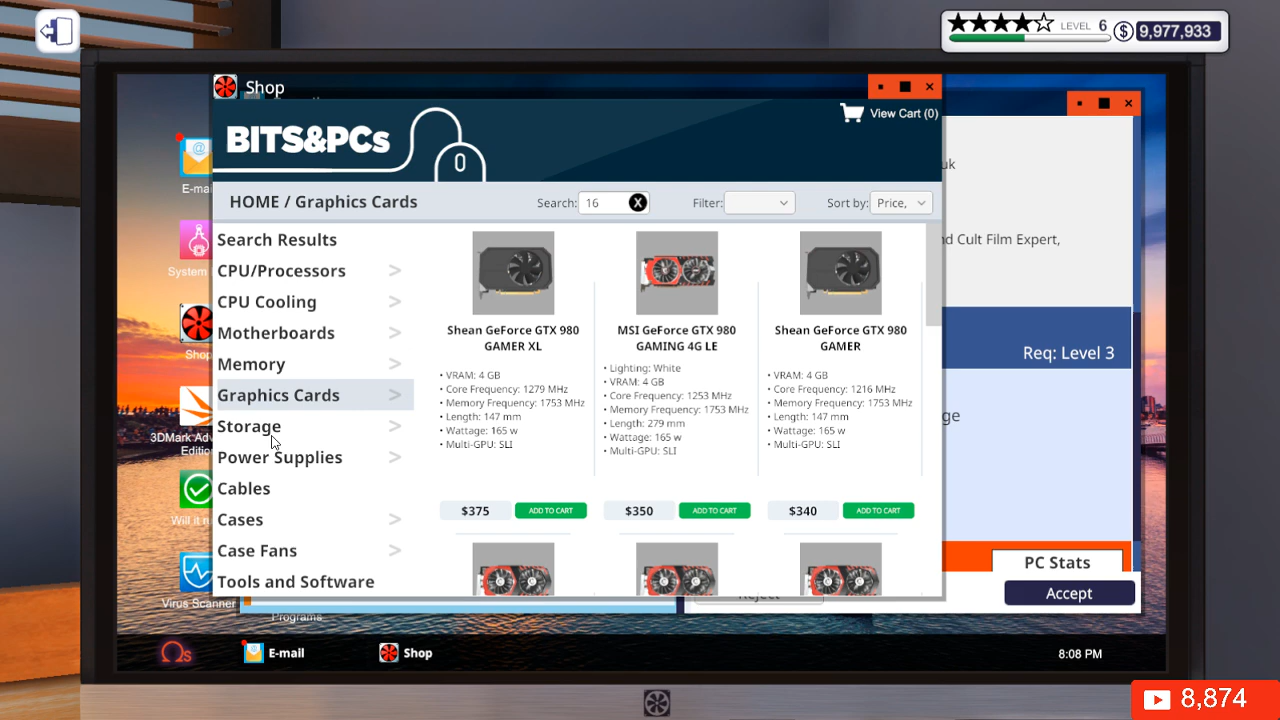 LEVEL 6
$ 9,977,933
Shop
View Cart (0)
BITS&PCs
HOME / Graphics Cards
Search: 16 X
Filter:
Sort by: Price,
Search Results
CPU/Processors >
CPU Cooling >
Motherboards >
Memory >
Graphics Cards >
Storage >
Power Supplies >
Cables
Cases >
Case Fans >
Tools and Software
Shean GeForce GTX 980
GAMER XL
• VRAM: 4 GB
• Core Frequency: 1279 MHz
• Memory Frequency: 1753 MHz
• Length: 147 mm
• Wattage: 165 w
• Multi-GPU: SLI
$375
ADD TO CART
MSI GeForce GTX 980
GAMING 4G LE
• Lighting: White
• VRAM: 4 GB
• Core Frequency: 1253 MHz
• Memory Frequency: 1753 MHz
• Length: 279 mm
• Wattage: 165 w
• Multi-GPU: SLI
$350
ADD TO CART
Shean GeForce GTX 980
GAMER
• VRAM: 4 GB
• Core Frequency: 1216 MHz
• Memory Frequency: 1753 MHz
• Length: 147 mm
• Wattage: 165 w
• Multi-GPU: SLI
$340
ADD TO CART
E-mai
System
Shop
3DMark Adv
Editio
Will it ru
Virus Scanner
Programs
uk
nd Cult Film Expert,
Req: Level 3
ge
PC Stats
Reject
Accept
Ωs
E-mail
Shop
8:08 PM
8,874